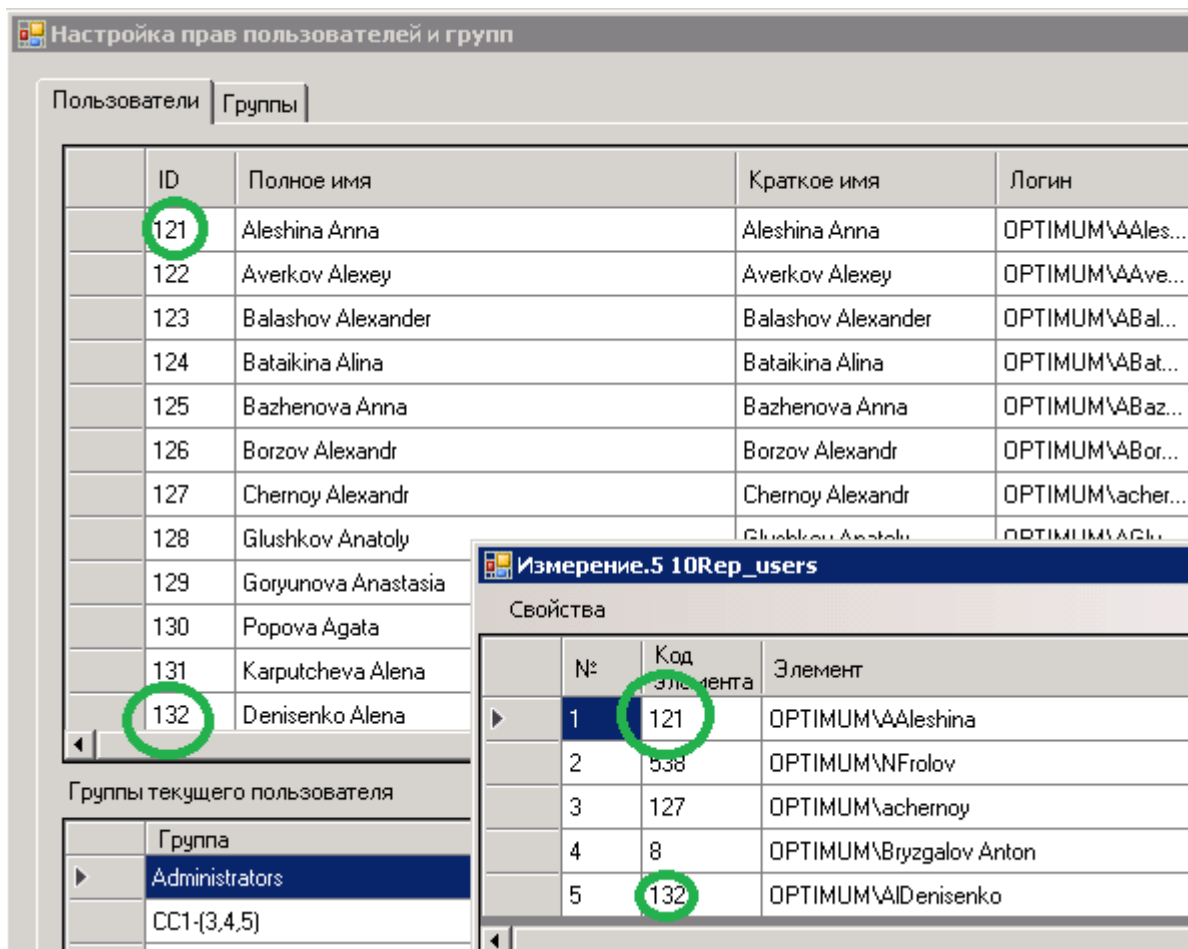 Настройка прав пользователей и групп
Пользователи Группы
ID Полное имя Краткое имя Логин
121 Aleshina Anna Aleshina Anna OPTIMUM\AAles...
122 Averkov Alexey Averkov Alexey OPTIMUM\AAve...
123 Balashov Alexander Balashov Alexander OPTIMUM\ABal...
124 Bataikina Alina Bataikina Alina OPTIMUM\ABat...
125 Bazhenova Anna Bazhenova Anna OPTIMUM\ABaz...
126 Borzov Alexandr Borzov Alexandr OPTIMUM\ABor...
127 Chernoy Alexandr Chernoy Alexandr OPTIMUM\acher...
128 Glushkov Anatoly Glushkov Anatoly OPTIMUM\AGlu...
129 Goryunova Anastasia
130 Popova Agata
131 Karputcheva Alena
132 Denisenko Alena
Группы текущего пользователя
Группа
Administrators
CC1-(3,4,5)
Измерение.5 10Rep_users
Свойства
№ Код элемента Элемент
1 121 OPTIMUM\AAleshina
2 538 OPTIMUM\NFrolov
3 127 OPTIMUM\achernoy
4 8 OPTIMUM\Bryzgalov Anton
5 132 OPTIMUM\AlDenisenko